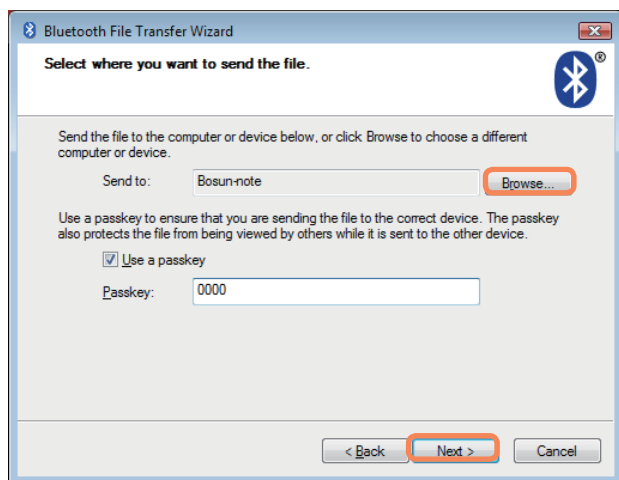 Bluetooth File Transfer Wizard
Select where you want to send the file.
®
Send the file to the computer or device below, or click Browse to choose a different
computer or device.
Send to: Bosun-note Browse...
Use a passkey to ensure that you are sending the file to the correct device. The passkey
also protects the file from being viewed by others while it is sent to the other device.
Use a passkey
Passkey: 0000
< Back Next > Cancel